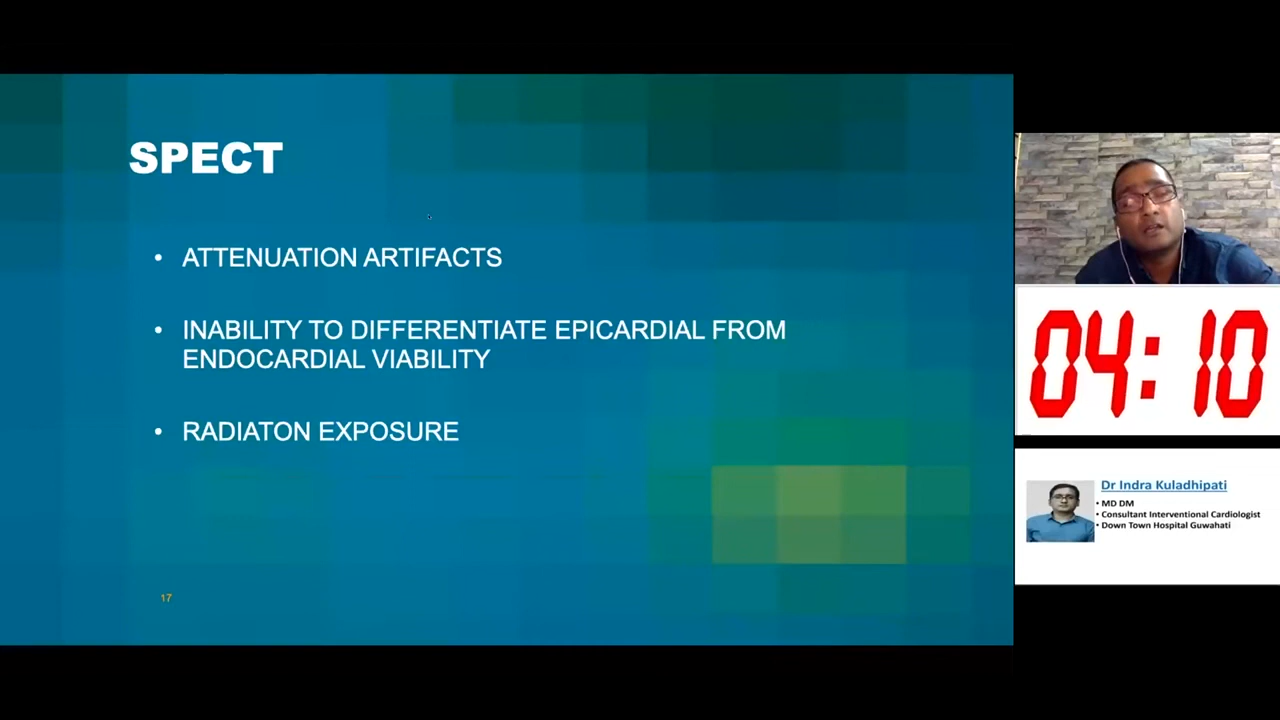 SPECT
• ATTENUATION ARTIFACTS
• INABILITY TO DIFFERENTIATE EPICARDIAL FROM
ENDOCARDIAL VIABILITY
• RADIATON EXPOSURE
17
04:10
Dr Indra Kuladhipati
• MD DM
• Consultant Interventional Cardiologist
• Down Town Hospital Guwahati